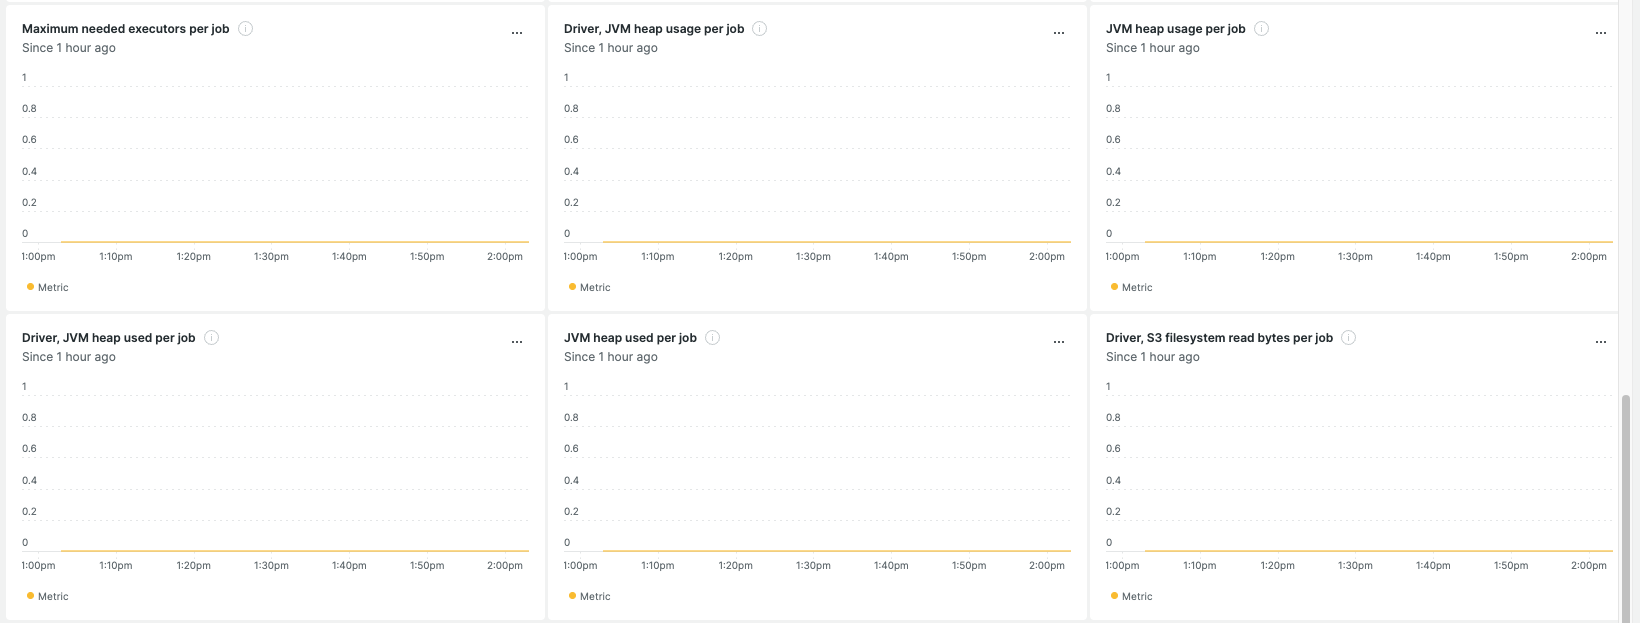 Maximum needed executors per job
Since 1 hour ago
1
0.8
0.6
0.4
0.2
0
1:00pm 1:10pm 1:20pm 1:30pm 1:40pm 1:50pm 2:00pm
Metric
Driver, JVM heap usage per job
Since 1 hour ago
1
0.8
0.6
0.4
0.2
0
1:00pm 1:10pm 1:20pm 1:30pm 1:40pm 1:50pm 2:00pm
Metric
JVM heap usage per job
Since 1 hour ago
1
0.8
0.6
0.4
0.2
0
1:00pm 1:10pm 1:20pm 1:30pm 1:40pm 1:50pm 2:00pm
Metric
Driver, JVM heap used per job
Since 1 hour ago
1
0.8
0.6
0.4
0.2
0
1:00pm 1:10pm 1:20pm 1:30pm 1:40pm 1:50pm 2:00pm
Metric
JVM heap used per job
Since 1 hour ago
1
0.8
0.6
0.4
0.2
0
1:00pm 1:10pm 1:20pm 1:30pm 1:40pm 1:50pm 2:00pm
Metric
Driver, S3 filesystem read bytes per job
Since 1 hour ago
1
0.8
0.6
0.4
0.2
0
1:00pm 1:10pm 1:20pm 1:30pm 1:40pm 1:50pm 2:00pm
Metric